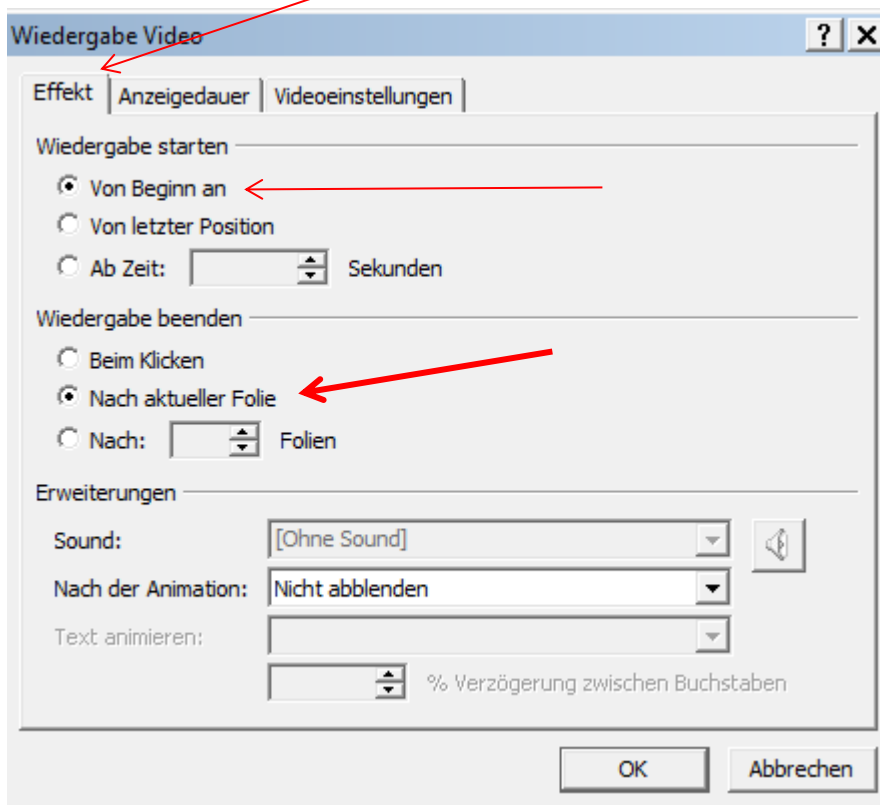 Wiedergabe Video ?
Effekt Anzeigedauer Videoeinstellungen
Wiedergabe starten
Von Beginn an
Von letzter Position
Ab Zeit: Sekunden
Wiedergabe beenden
Beim Klicken
Nach aktueller Folie
Nach: Folien
Erweiterungen
Sound: [Ohne Sound]
Nach der Animation: Nicht abblenden
Text animieren:
% Verzögerung zwischen Buchstaben
OK Abbrechen